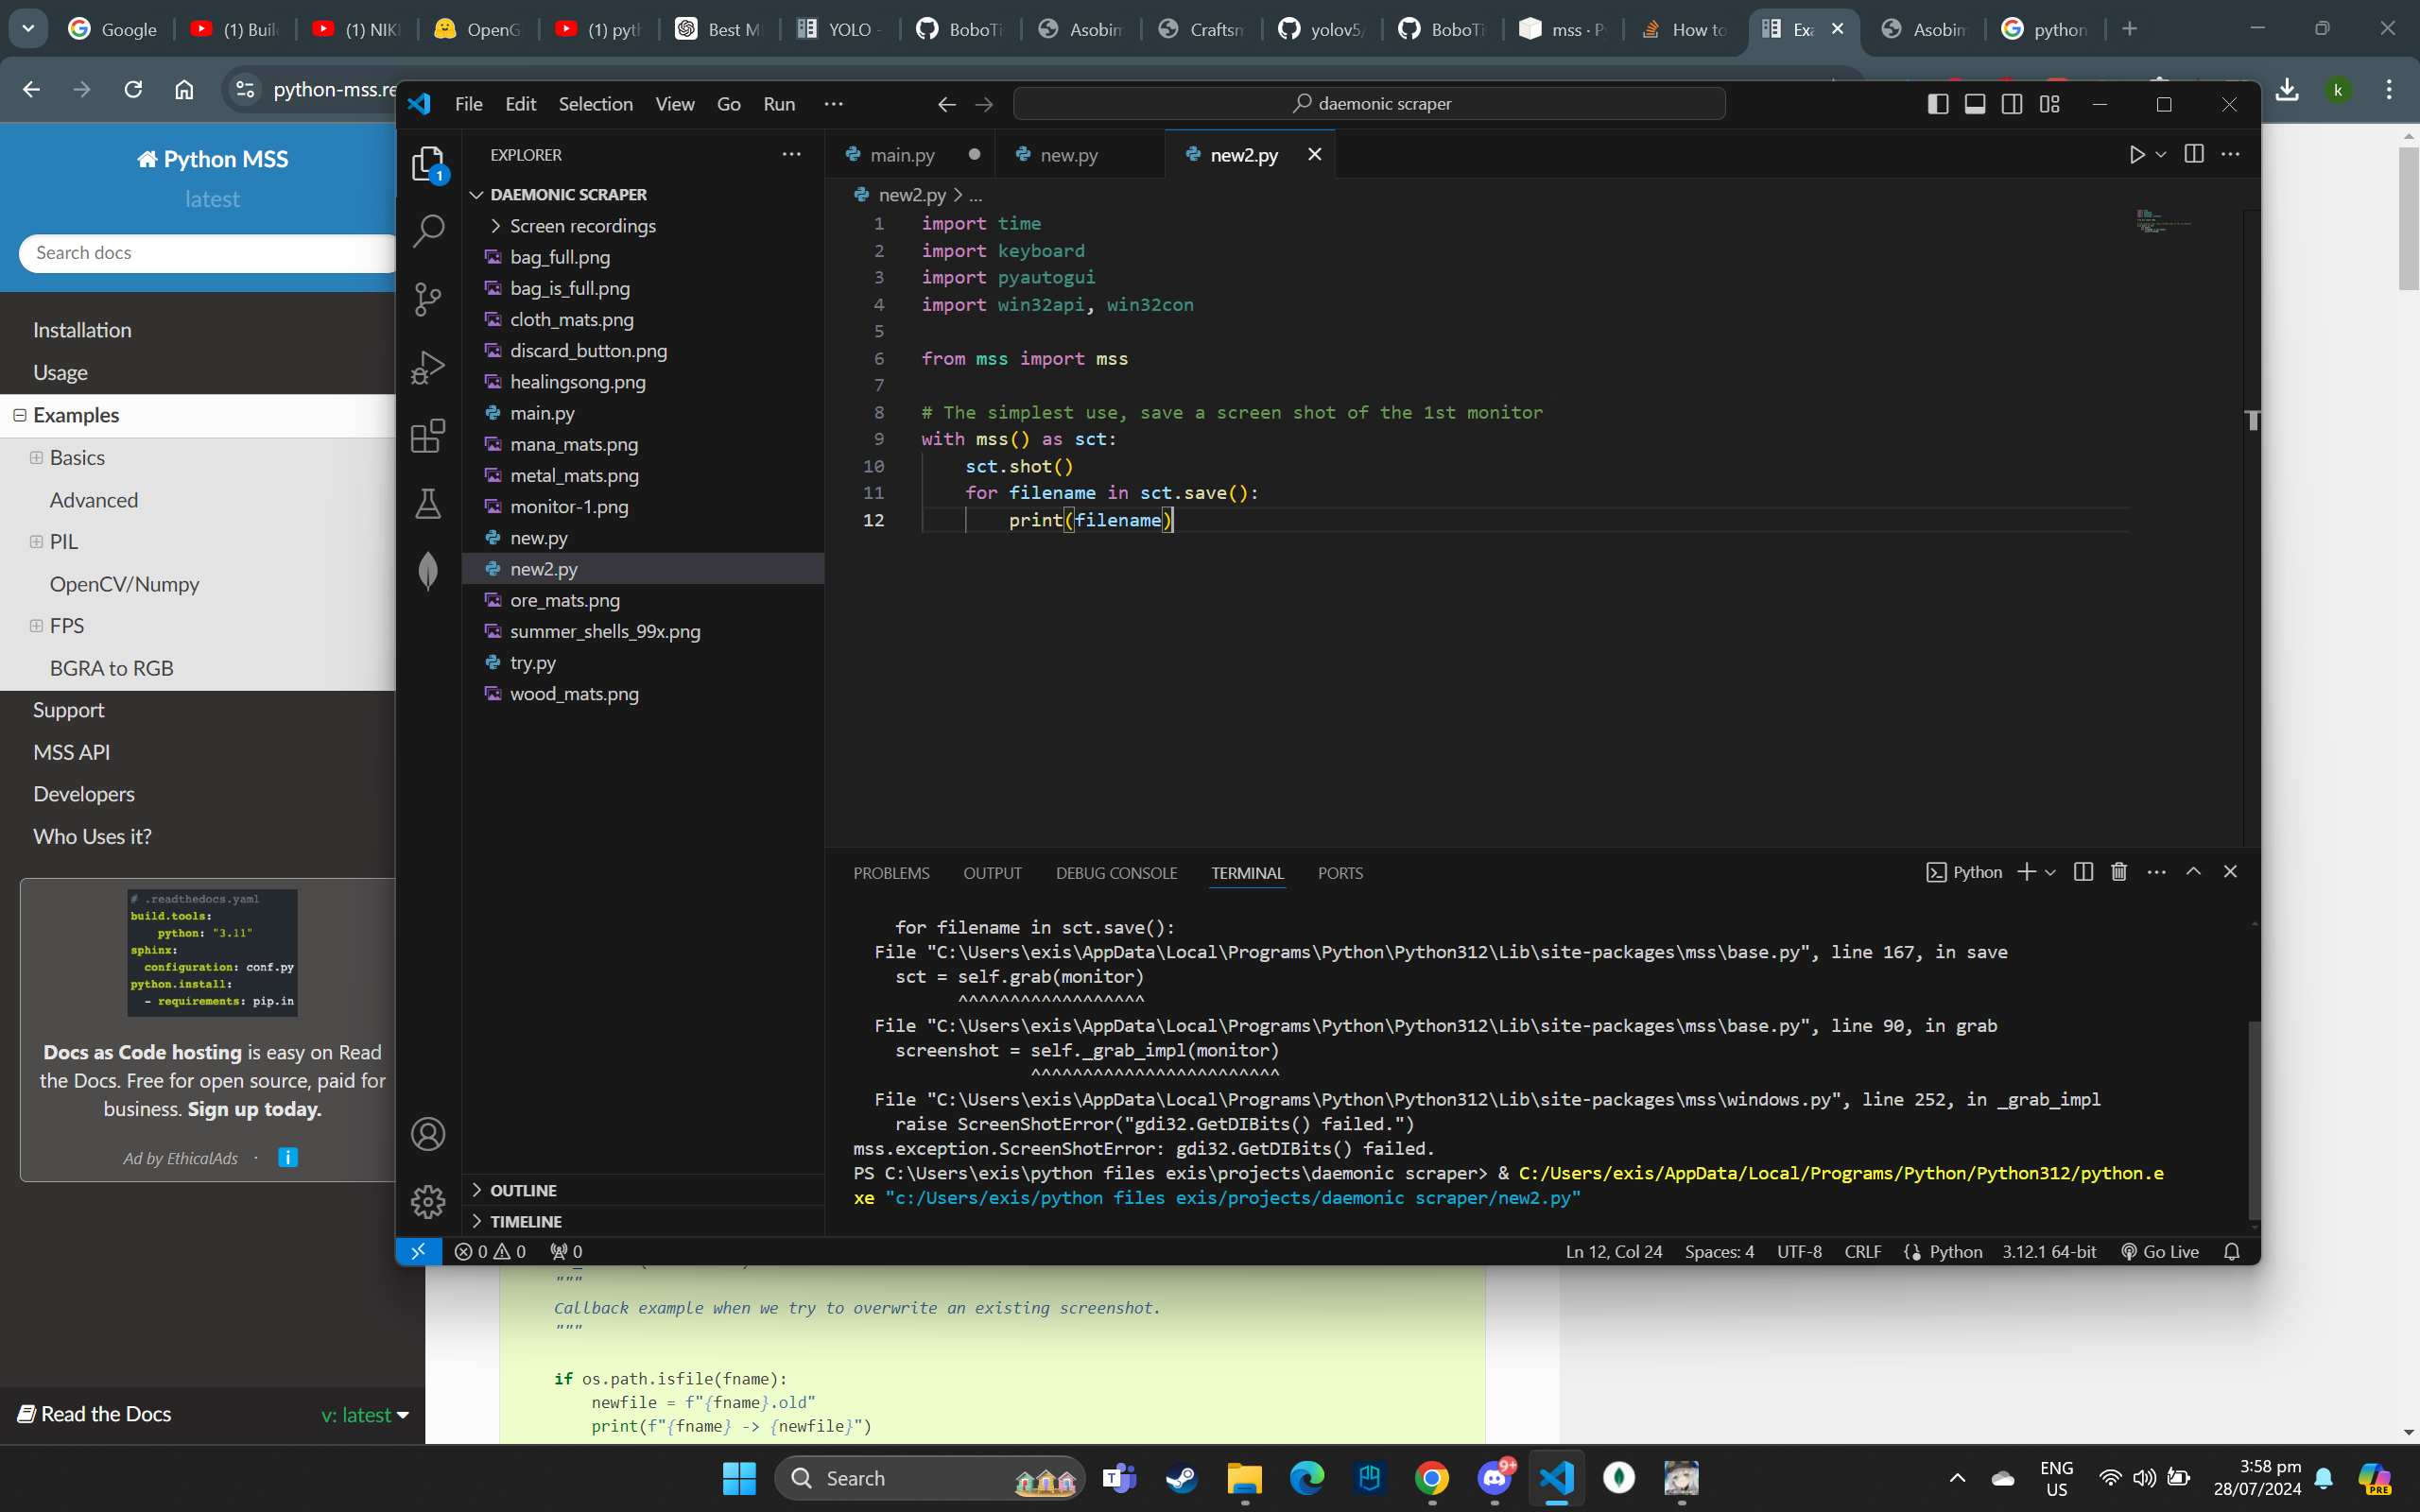 Google
(1) Buil
(1) NIKI
OpenG
(1) pyth
Best M
YOLO -
BoboTi
Asobim
Craftsm
yolov5/
BoboTi
mss · P
How to
Exa
Asobim
python
python-mss.re
k
File Edit Selection View Go Run ...
daemonic scraper
Python MSS
latest
Search docs
Installation
Usage
Examples
Basics
Advanced
PIL
OpenCV/Numpy
FPS
BGRA to RGB
Support
MSS API
Developers
Who Uses it?
# .readthedocs.yaml
build.tools:
python: "3.11"
sphinx:
configuration: conf.py
python.install:
- requirements: pip.in
Docs as Code hosting is easy on Read
the Docs. Free for open source, paid for
business. Sign up today.
Ad by EthicalAds ·
i
Read the Docs
v: latest
1
EXPLORER
DAEMONIC SCRAPER
Screen recordings
bag_full.png
bag_is_full.png
cloth_mats.png
discard_button.png
healingsong.png
main.py
mana_mats.png
metal_mats.png
monitor-1.png
new.py
new2.py
ore_mats.png
summer_shells_99x.png
try.py
wood_mats.png
OUTLINE
TIMELINE
main.py
new.py
new2.py
new2.py > ...
1 import time
2 import keyboard
3 import pyautogui
4 import win32api, win32con
5
6 from mss import mss
7
8 # The simplest use, save a screen shot of the 1st monitor
9 with mss() as sct:
10 sct.shot()
11 for filename in sct.save():
12 print(filename)
PROBLEMS OUTPUT DEBUG CONSOLE TERMINAL PORTS
Python
for filename in sct.save():
File "C:\Users\exis\AppData\Local\Programs\Python\Python312\Lib\site-packages\mss\base.py", line 167, in save
sct = self.grab(monitor)
^^^^^^^^^^^^^^^^^^
File "C:\Users\exis\AppData\Local\Programs\Python\Python312\Lib\site-packages\mss\base.py", line 90, in grab
screenshot = self._grab_impl(monitor)
^^^^^^^^^^^^^^^^^^^^^^^^
File "C:\Users\exis\AppData\Local\Programs\Python\Python312\Lib\site-packages\mss\windows.py", line 252, in _grab_impl
raise ScreenShotError("gdi32.GetDIBits() failed.")
mss.exception.ScreenShotError: gdi32.GetDIBits() failed.
PS C:\Users\exis\python files exis\projects\daemonic scraper> & C:/Users/exis/AppData/Local/Programs/Python/Python312/python.e
xe "c:/Users/exis/python files exis/projects/daemonic scraper/new2.py"
0 0 0
Ln 12, Col 24 Spaces: 4 UTF-8 CRLF Python 3.12.1 64-bit Go Live
"""
Callback example when we try to overwrite an existing screenshot.
"""
if os.path.isfile(fname):
newfile = f"{fname}.old"
print(f"{fname} -> {newfile}")
Search
9+
ENG
US
3:58 pm
28/07/2024
PRE